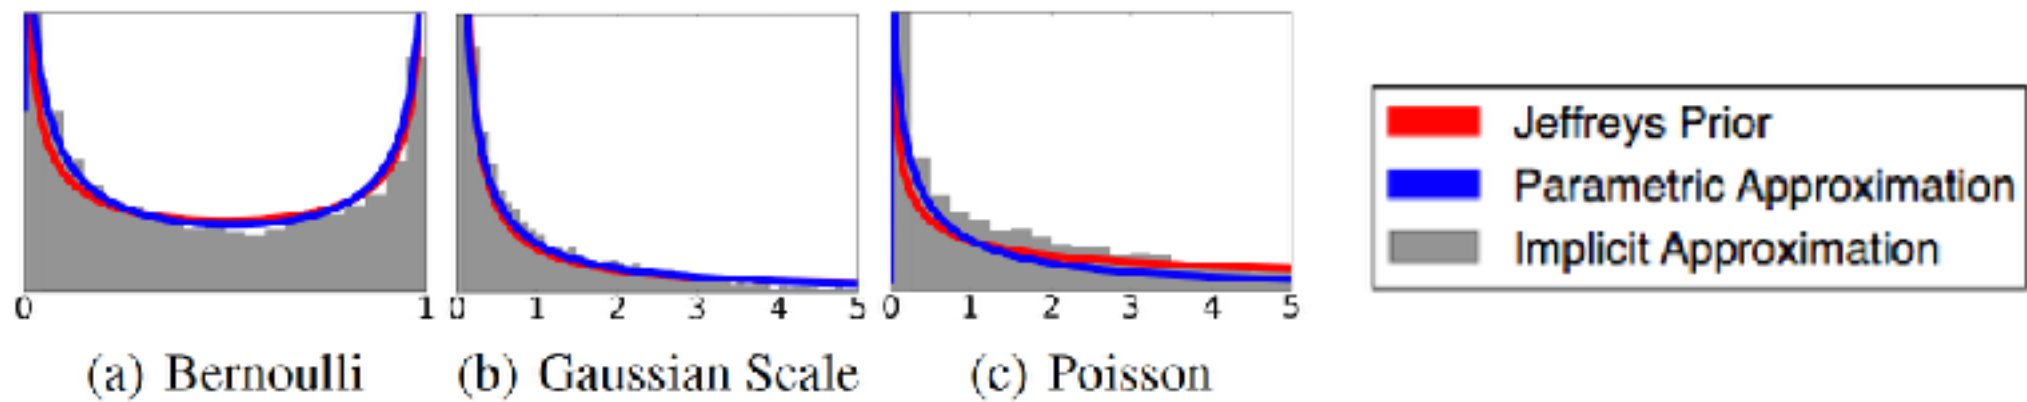 Jeffreys Prior
Parametric Approximation
Implicit Approximation
0 1 0 1 2 3 4 5 0 1 2 3 4 5
(a) Bernoulli (b) Gaussian Scale (c) Poisson